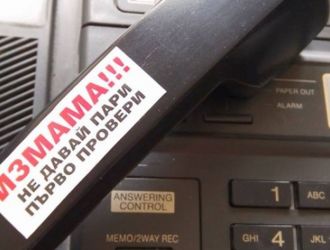 ИЗМАМА!!!
НЕ ДАВАЙ ПАРИ
ПЪРВО ПРОВЕРИ
PAPER OUT
ALARM
ANSWERING
CONTROL
1 ABC
MEMO/2WAY REC
GHI 4 JKL